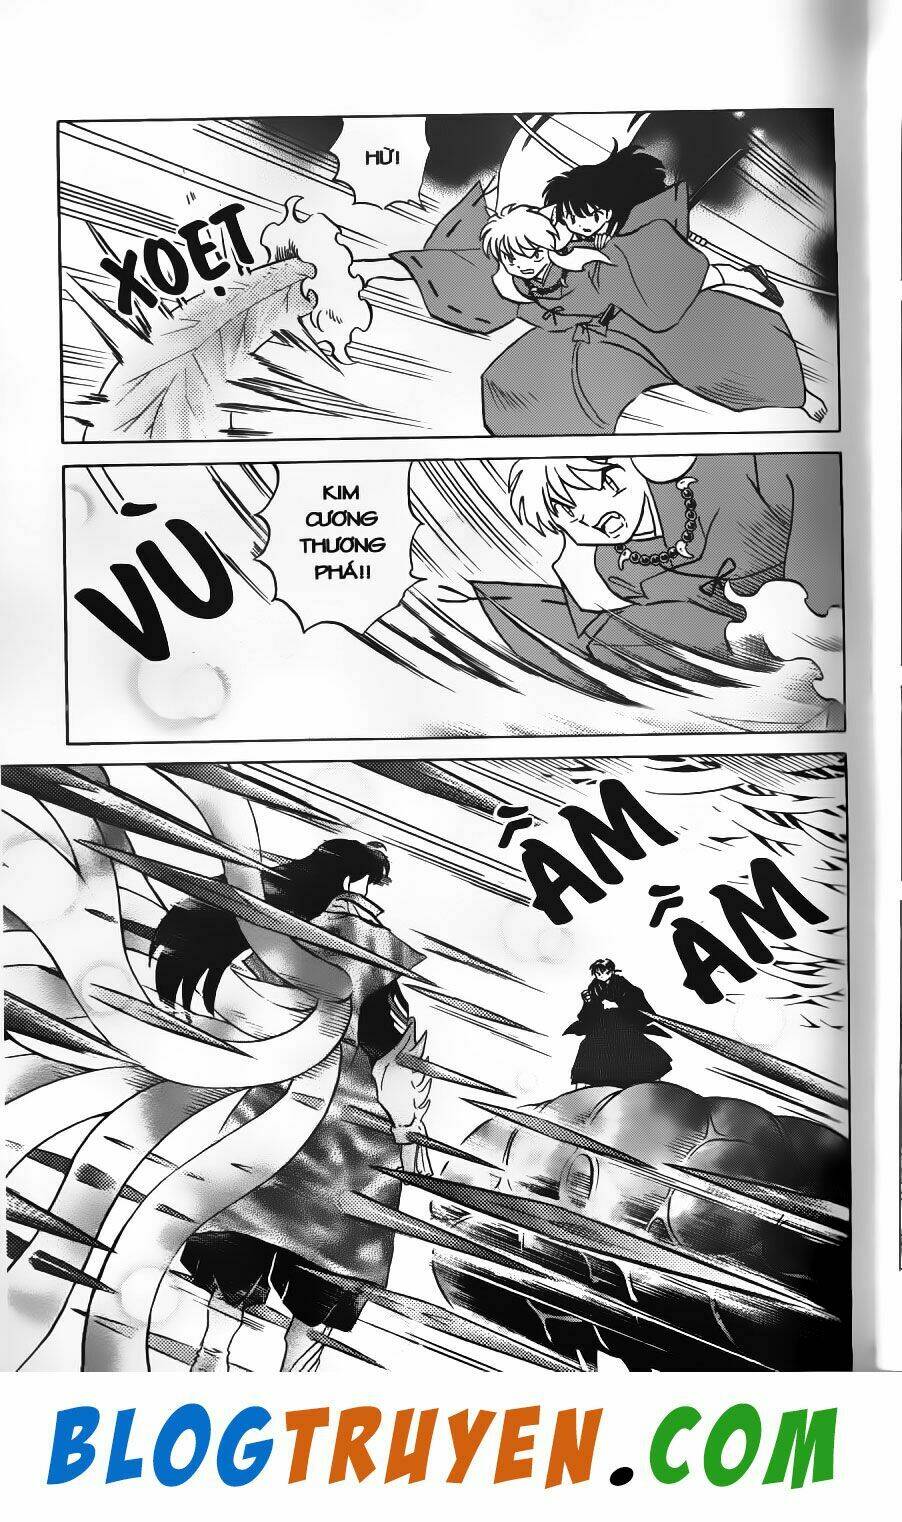 HỪ!
XOẸT
KIM
CƯƠNG
THƯƠNG
PHÁ!!
VÙ
ẦM
ẦM
BLOGTRUYEN.COM